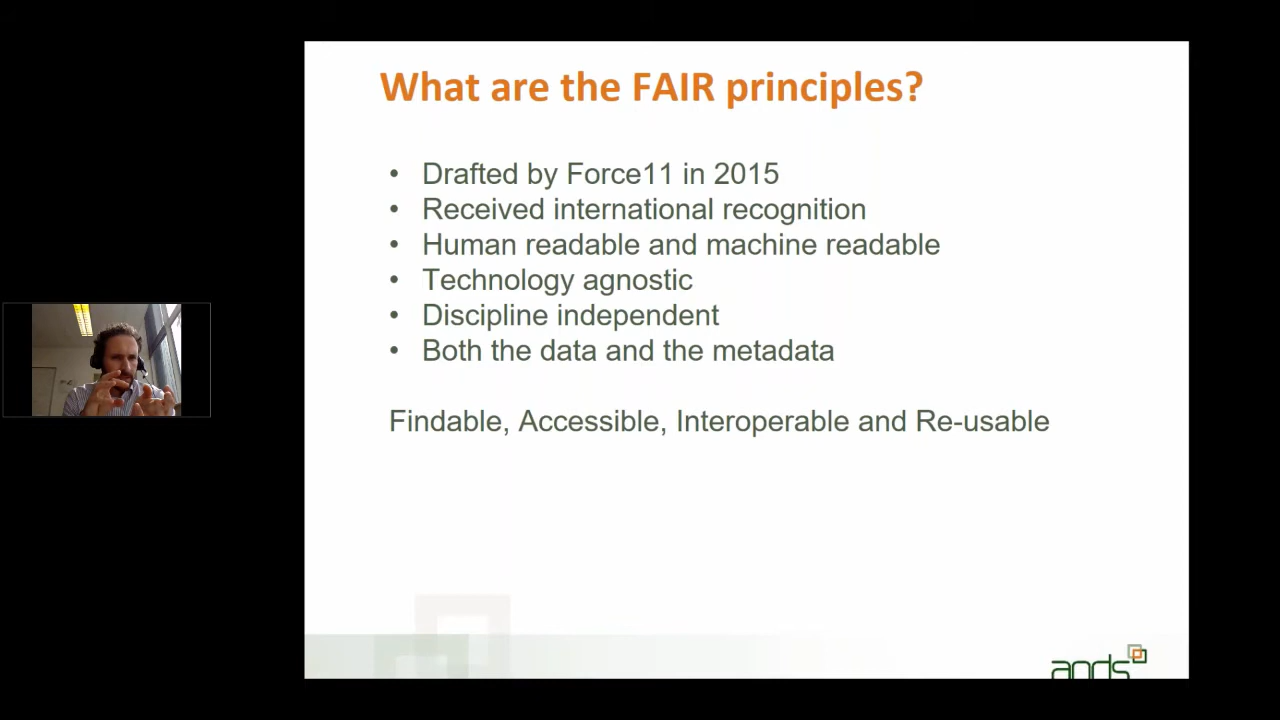 What are the FAIR principles?
• Drafted by Force11 in 2015
• Received international recognition
• Human readable and machine readable
• Technology agnostic
• Discipline independent
• Both the data and the metadata
Findable, Accessible, Interoperable and Re-usable
ands